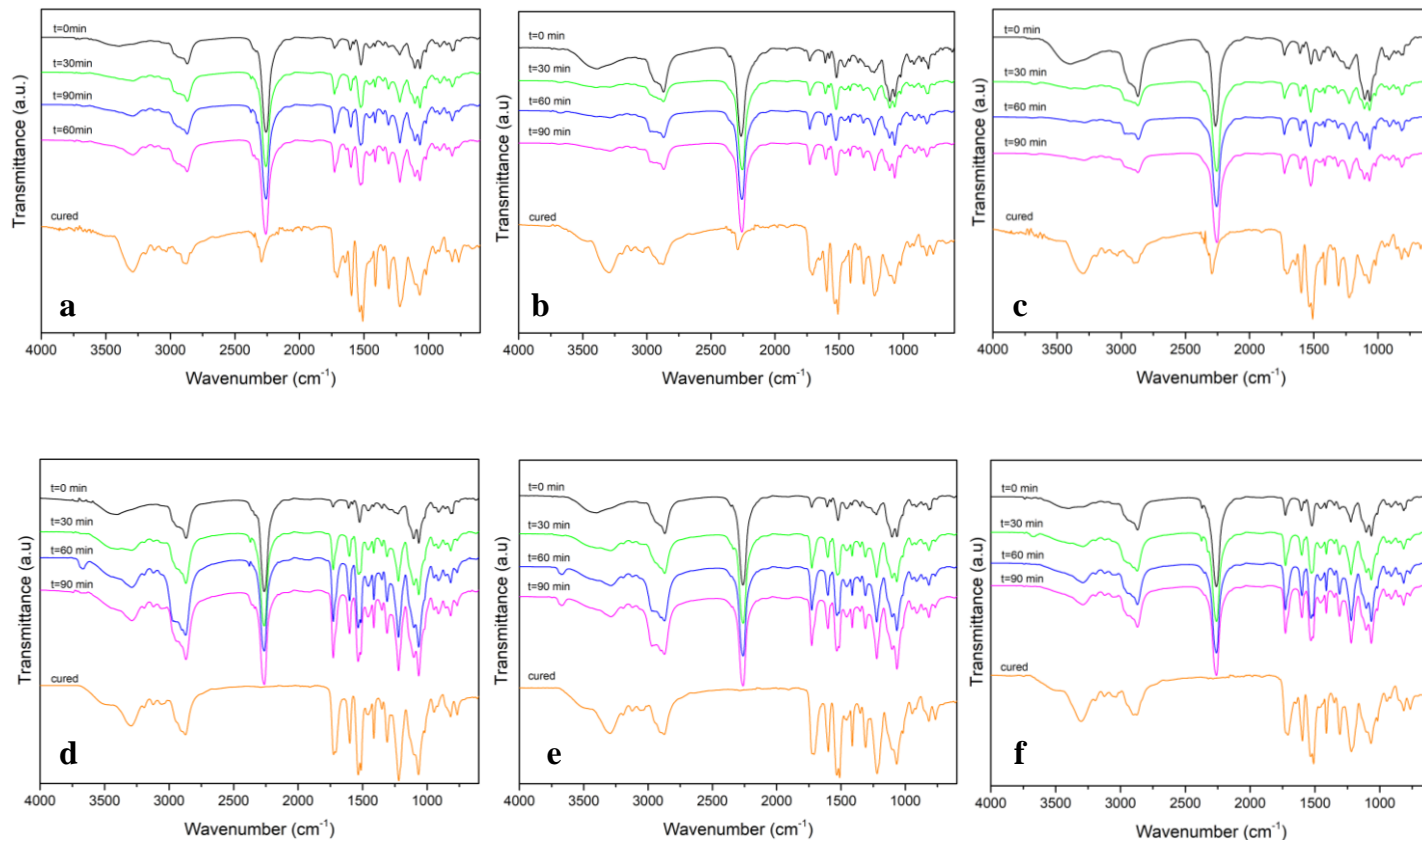 Transmittance (a.u.)
t=0min
t=30min
t=90min
t=60min
cured
a
4000 3500 3000 2500 2000 1500 1000
Wavenumber (cm⁻¹)
Transmittance (a.u.)
t=0 min
t=30 min
t=60 min
t=90 min
cured
b
4000 3500 3000 2500 2000 1500 1000
Wavenumber (cm⁻¹)
Transmittance (a.u)
t=0 min
t=30 min
t=60 min
t=90 min
cured
c
4000 3500 3000 2500 2000 1500 1000
Wavenumber (cm⁻¹)
Transmittance (a.u)
t=0 min
t=30 min
t=60 min
t=90 min
cured
d
4000 3500 3000 2500 2000 1500 1000
Wavenumber (cm⁻¹)
Transmittance (a.u)
t=0 min
t=30 min
t=60 min
t=90 min
cured
e
4000 3500 3000 2500 2000 1500 1000
Wavenumber (cm⁻¹)
Transmittance (a.u)
t=0 min
t=30 min
t=60 min
t=90 min
cured
f
4000 3500 3000 2500 2000 1500 1000
Wavenumber (cm⁻¹)